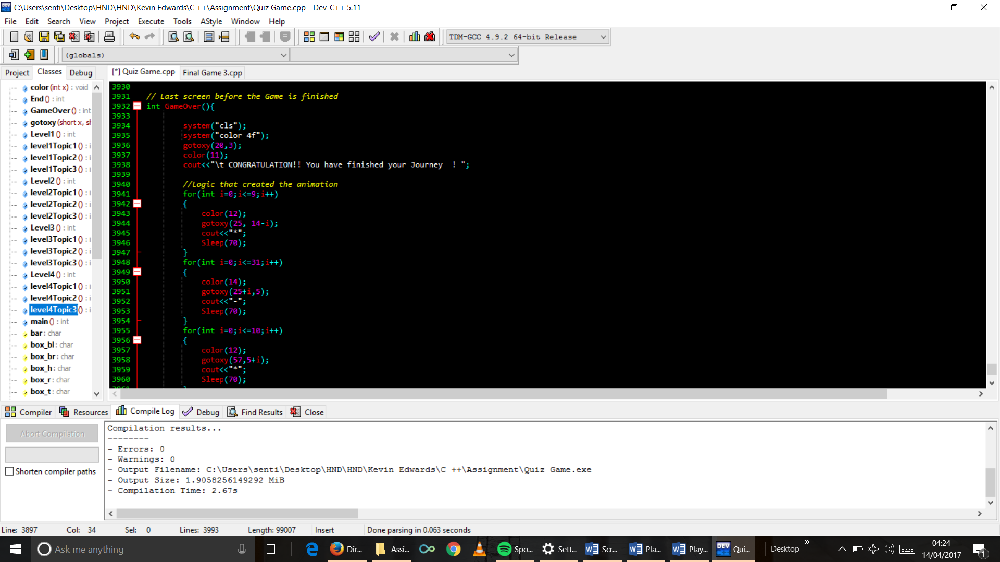 C:\Users\senti\Desktop\HND\HND\Kevin Edwards\C ++\Assignment\Quiz Game.cpp - Dev-C++ 5.11
File Edit Search View Project Execute Tools AStyle Window Help
TDM-GCC 4.9.2 64-bit Release
(globals)
Project Classes Debug
[*] Quiz Game.cpp Final Game 3.cpp
color (int x) : void
End () : int
GameOver () : int
gotoxy (short x, sh
Level1 () : int
level1Topic1 () : i
level1Topic2 () : i
level1Topic3 () : i
Level2 () : int
level2Topic1 () : i
level2Topic2 () : i
level2Topic3 () : i
Level3 () : int
level3Topic1 () : i
level3Topic2 () : i
level3Topic3 () : i
Level4 () : int
level4Topic1 () : i
level4Topic2 () : i
level4Topic3 () : i
main () : int
bar : char
box_bl : char
box_br : char
box_h : char
box_r : char
box_t : char
3930
3931 // Last screen before the Game is finished
3932 int GameOver(){
3933
3934 system("cls");
3935 system("color 4f");
3936 gotoxy(20,3);
3937 color(11);
3938 cout<<"\t CONGRATULATION!! You have finished your Journey  ! ";
3939
3940 //Logic that created the animation
3941 for(int i=0;i<=9;i++)
3942 {
3943 color(12);
3944 gotoxy(25, 14-i);
3945 cout<<"*";
3946 Sleep(70);
3947 }
3948 for(int i=0;i<=31;i++)
3949 {
3950 color(14);
3951 gotoxy(25+i,5);
3952 cout<<"-";
3953 Sleep(70);
3954 }
3955 for(int i=0;i<=10;i++)
3956 {
3957 color(12);
3958 gotoxy(57,5+i);
3959 cout<<"*";
3960 Sleep(70);
3961 }
Compiler Resources Compile Log Debug Find Results Close
Abort Compilation
Shorten compiler paths
Compilation results...
--------
- Errors: 0
- Warnings: 0
- Output Filename: C:\Users\senti\Desktop\HND\HND\Kevin Edwards\C ++\Assignment\Quiz Game.exe
- Output Size: 1.9058256149292 MiB
- Compilation Time: 2.67s
Line: 3897 Col: 34 Sel: 0 Lines: 3993 Length: 99007 Insert Done parsing in 0.063 seconds
Ask me anything Dir... Assi... Spo... Sett... Scr... Pla... Play... DEV Qui... Desktop » 04:24
14/04/2017 1